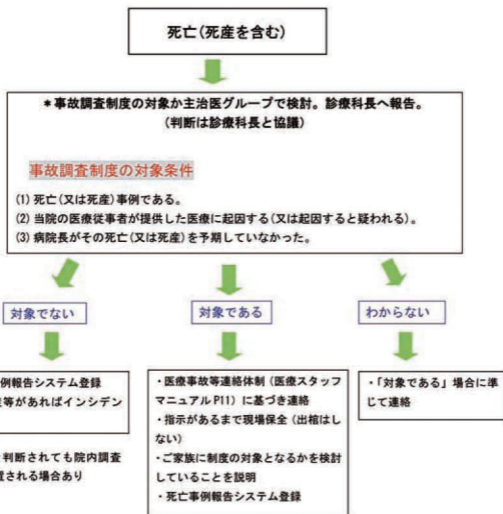 死亡(死産を含む)
＊事故調査制度の対象か主治医グループで検討。診療科長へ報告。
(判断は診療科長と協議)
事故調査制度の対象条件
(1) 死亡(又は死産)事例である。
(2) 当院の医療従事者が提供した医療に起因する(又は起因すると疑われる)。
(3) 病院長がその死亡(又は死産)を予期していなかった。
対象でない
対象である
わからない
例報告システム登録
等があればインシデン
判断されても院内調査
置される場合あり
・医療事故等連絡体制（医療スタッフ
マニュアルP11）に基づき連絡
・指示があるまで現場保全（出棺はし
ない）
・ご家族に制度の対象となるかを検討
していることを説明
・死亡事例報告システム登録
・「対象である」場合に準
じて連絡